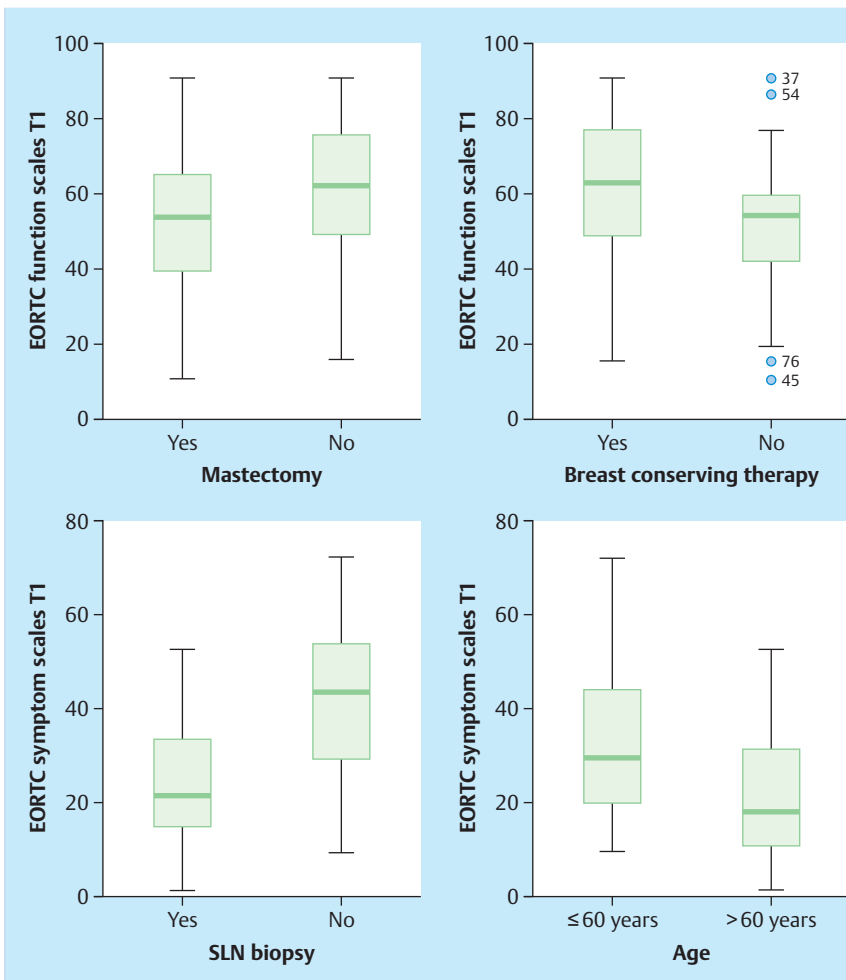 EORTC function scales T1
100
80
60
40
20
0
Yes
No
Mastectomy
EORTC function scales T1
100
80
60
40
20
0
37
54
76
45
Yes
No
Breast conserving therapy
EORTC symptom scales T1
80
60
40
20
0
Yes
No
SLN biopsy
EORTC symptom scales T1
80
60
40
20
0
≤60 years
>60 years
Age